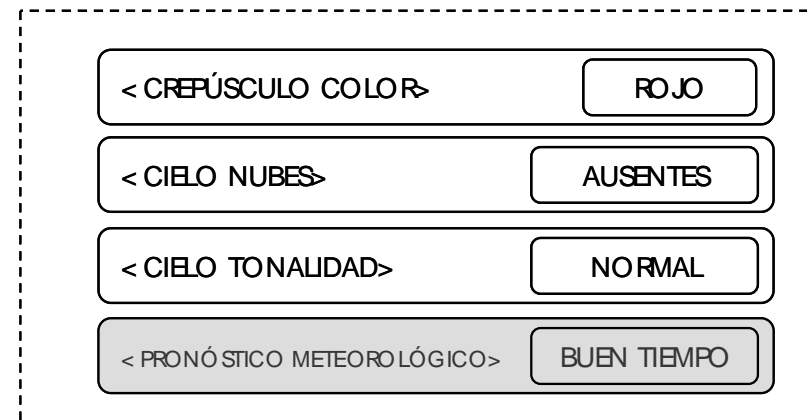 < CREPÚSCULO COLOR> ROJO
< CIELO NUBES> AUSENTES
< CIELO TONALIDAD> NORMAL
< PRONÓSTICO METEOROLÓGICO> BUEN TIEMPO